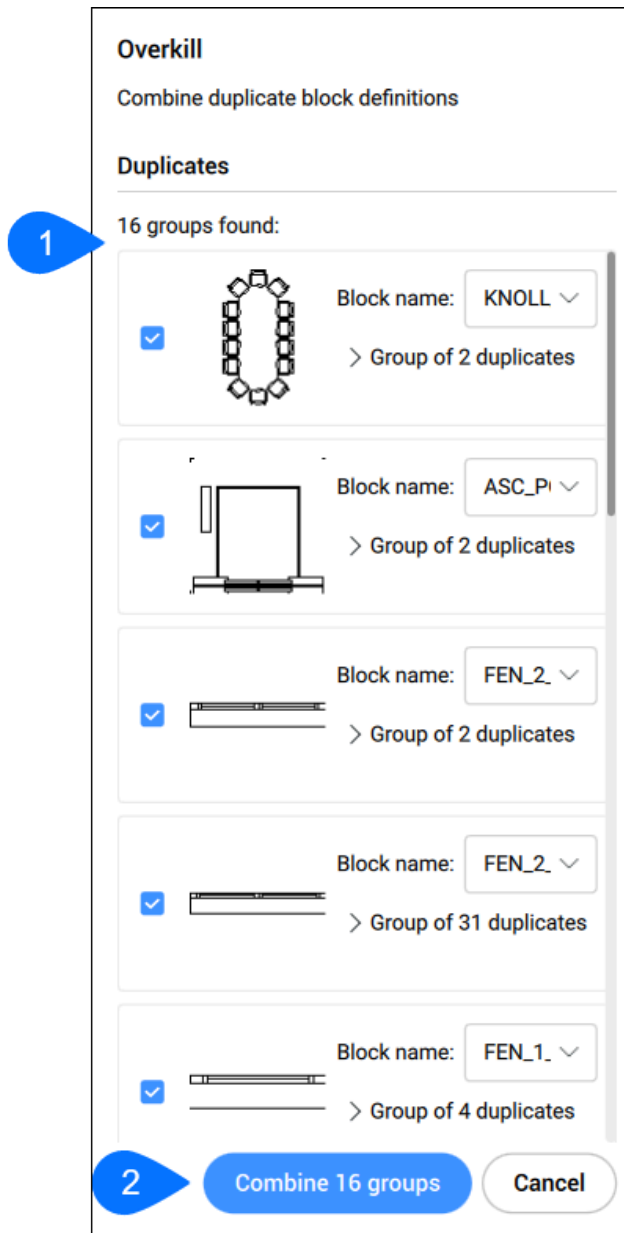 Overkill
Combine duplicate block definitions
Duplicates
1
16 groups found:
Block name: KNOLL
Group of 2 duplicates
Block name: ASC_P
Group of 2 duplicates
Block name: FEN_2_
Group of 2 duplicates
Block name: FEN_2_
Group of 31 duplicates
Block name: FEN_1_
Group of 4 duplicates
2
Combine 16 groups
Cancel